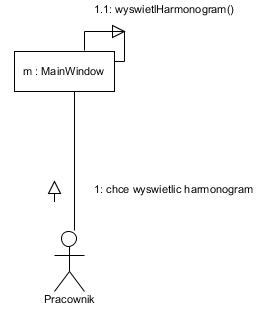 1.1: wyswietlHarmonogram()
m : MainWindow
1: chce wyswietlic harmonogram
Pracownik